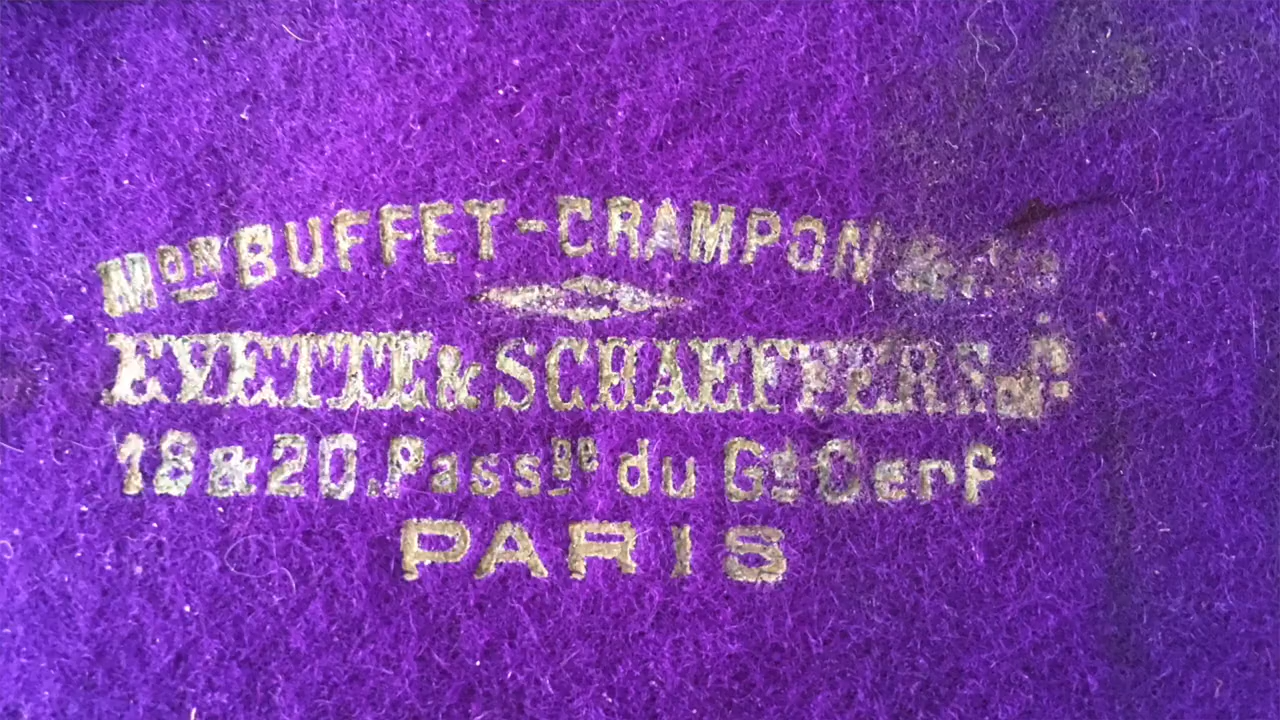 Mon BUFFET-CRAMPON &
EVETTE & SCHAEFFER
18 & 20. Passge du Gd Cerf
PARIS